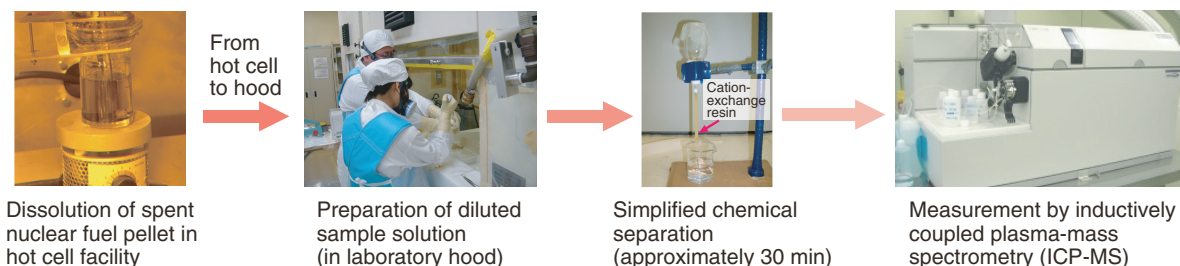 From
hot cell
to hood
Cation-
exchange
resin
Dissolution of spent
nuclear fuel pellet in
hot cell facility
Preparation of diluted
sample solution
(in laboratory hood)
Simplified chemical
separation
(approximately 30 min)
Measurement by inductively
coupled plasma-mass
spectrometry (ICP-MS)